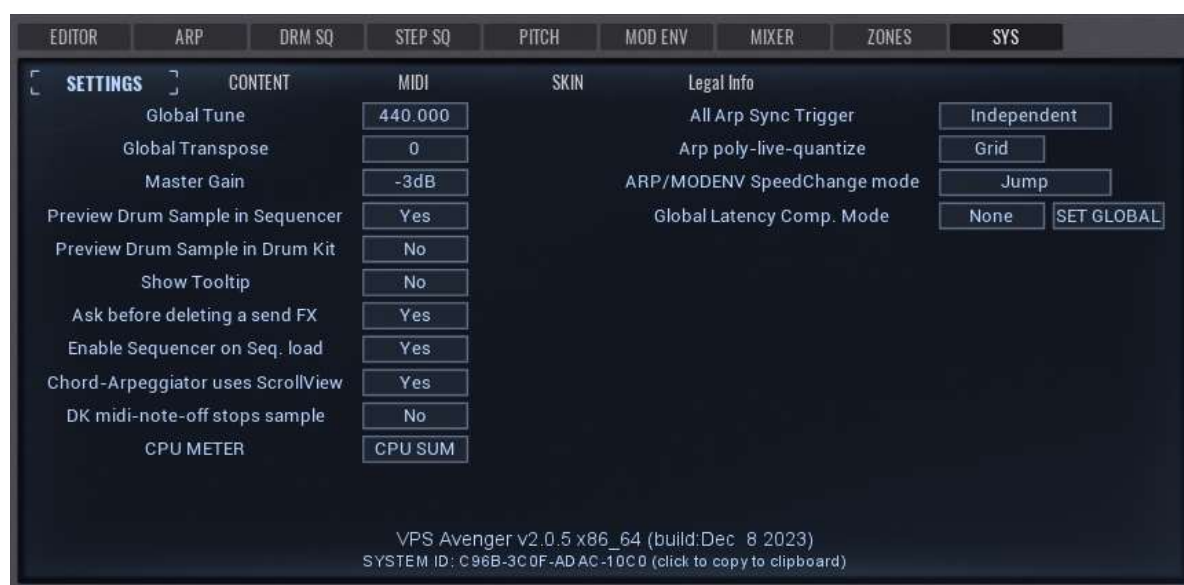 EDITOR ARP DRM SQ STEP SQ PITCH MOD ENV MIXER ZONES SYS
SETTINGS CONTENT MIDI SKIN Legal Info
Global Tune 440.000 All Arp Sync Trigger Independent
Global Transpose 0 Arp poly-live-quantize Grid
Master Gain -3dB ARP/MODENV SpeedChange mode Jump
Preview Drum Sample in Sequencer Yes Global Latency Comp. Mode None SET GLOBAL
Preview Drum Sample in Drum Kit No
Show Tooltip No
Ask before deleting a send FX Yes
Enable Sequencer on Seq. load Yes
Chord-Arpeggiator uses ScrollView Yes
DK midi-note-off stops sample No
CPU METER CPU SUM
VPS Avenger v2.0.5 x86_64 (build:Dec 8 2023)
SYSTEM ID: C96B-3C0F-ADAC-10C0 (click to copy to clipboard)